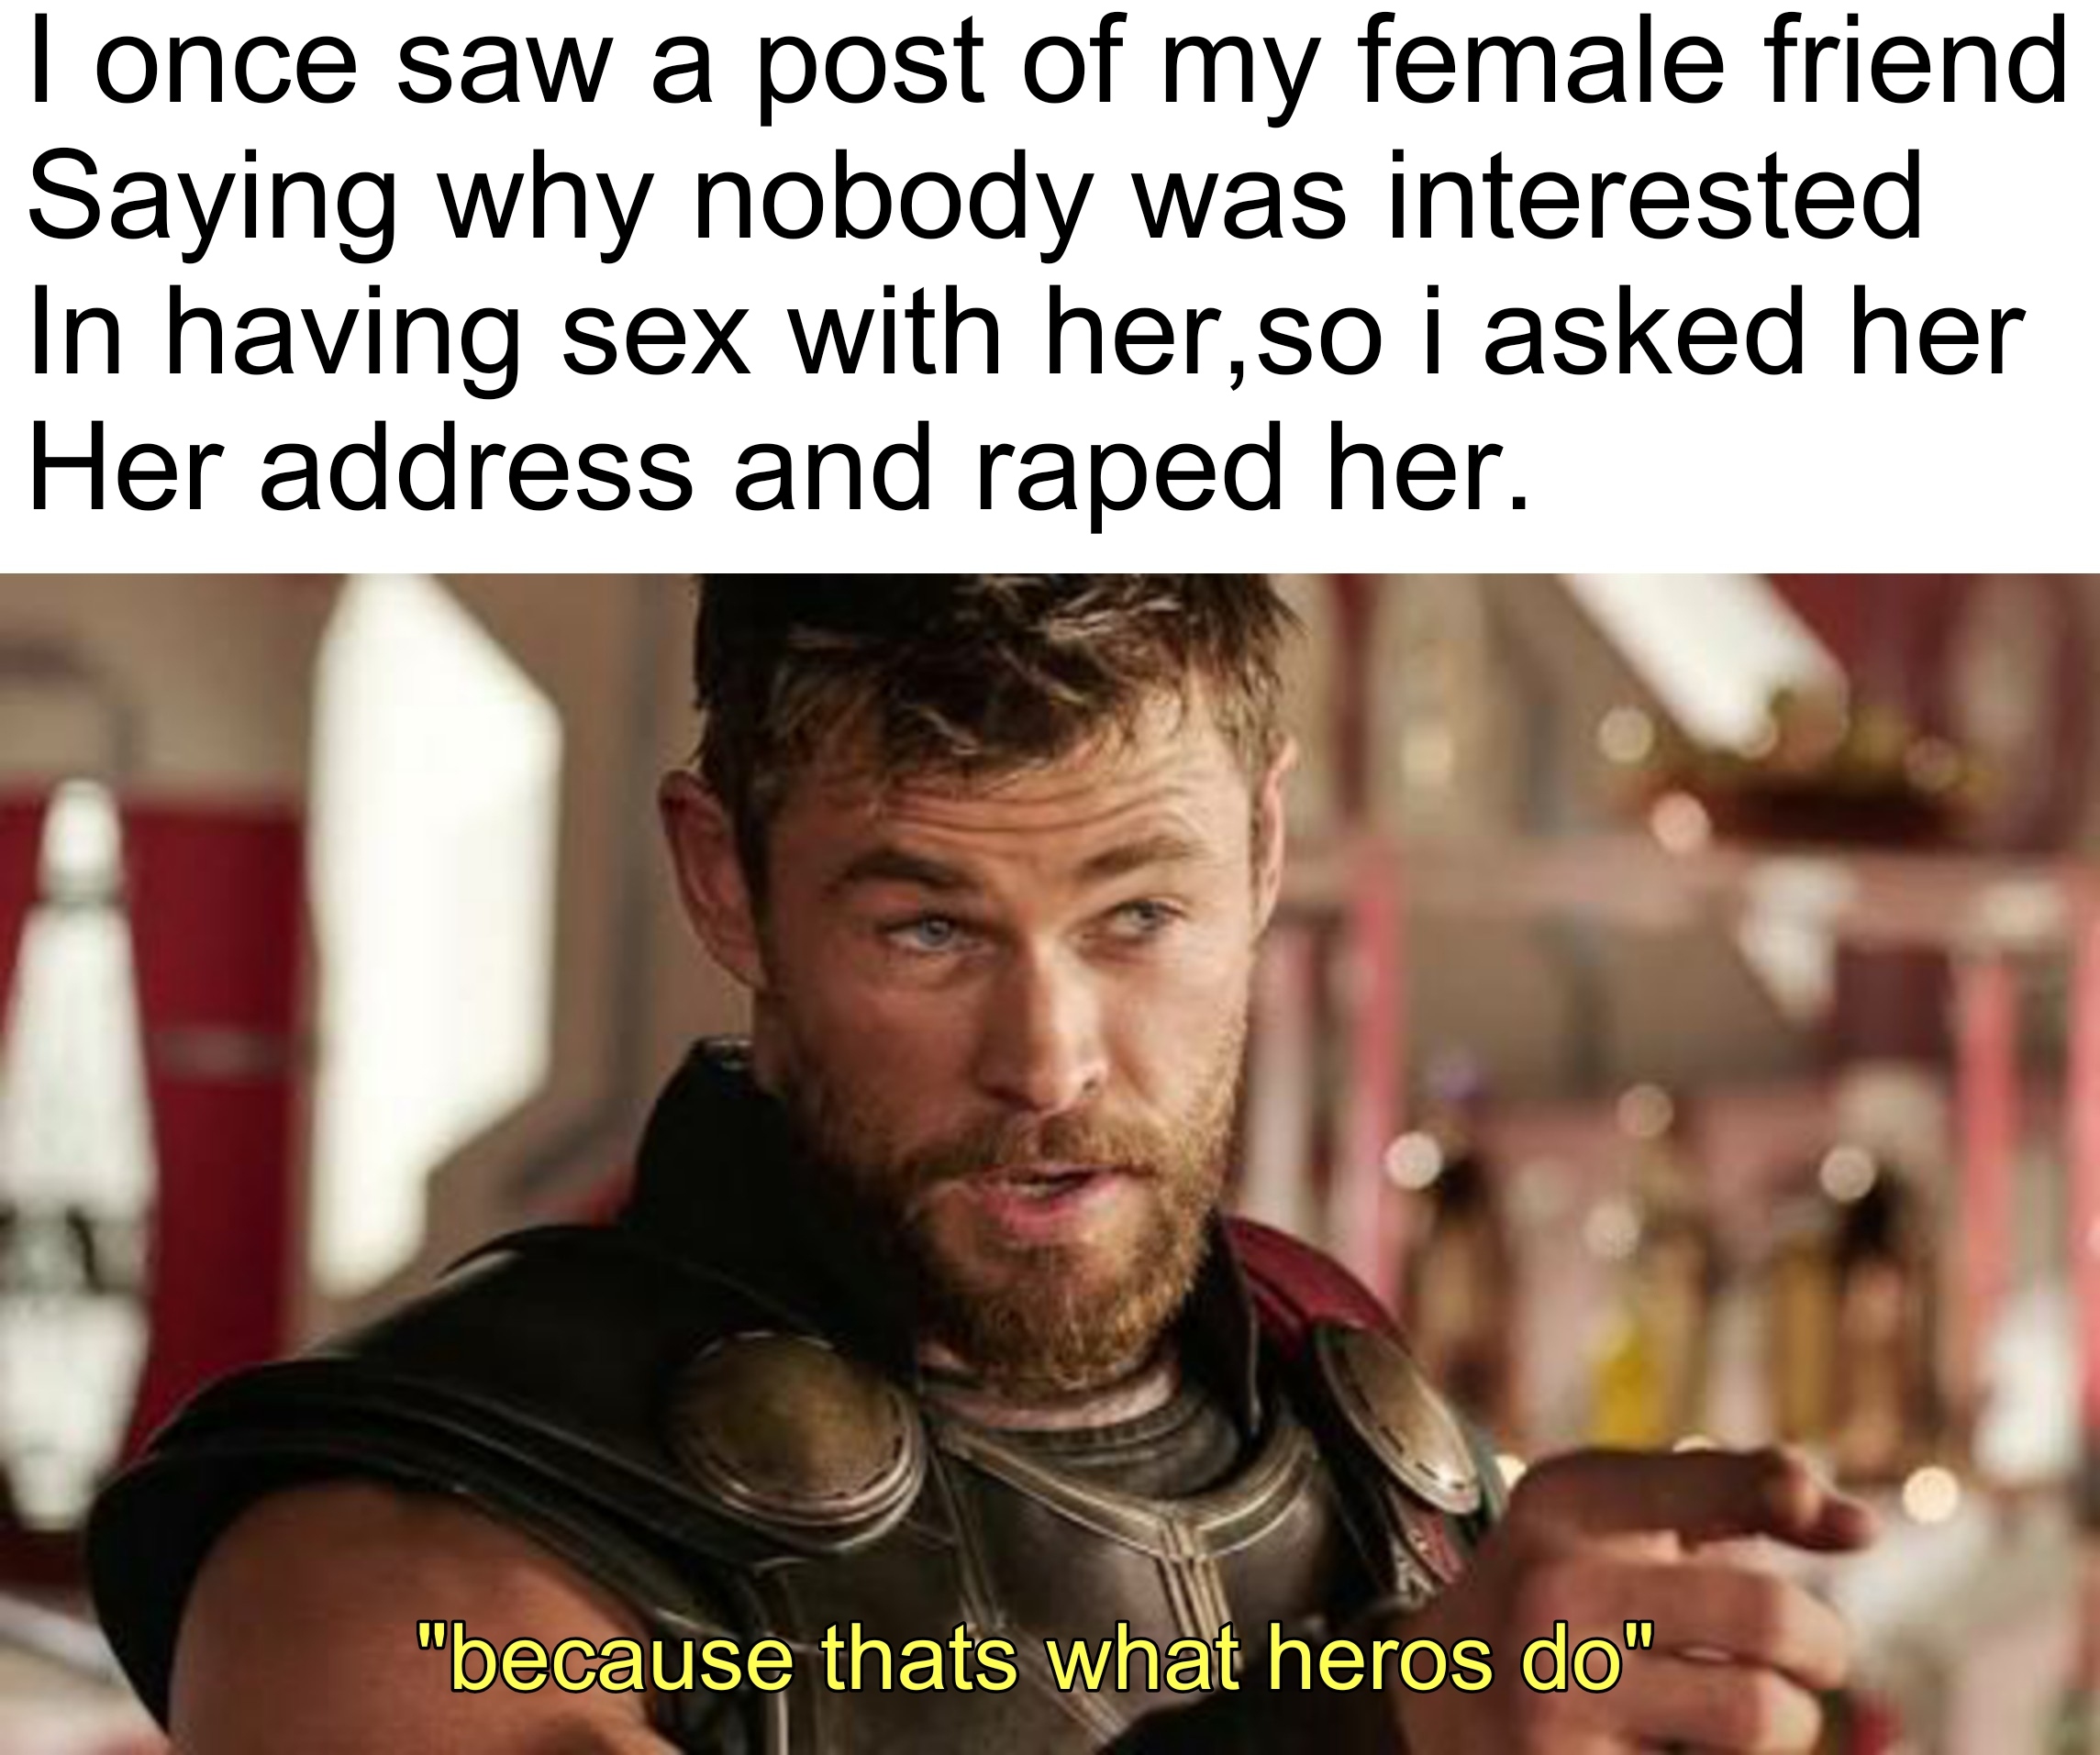 I once saw a post of my female friend
Saying why nobody was interested
In having sex with her,so i asked her
Her address and raped her.
"because thats what heros do"